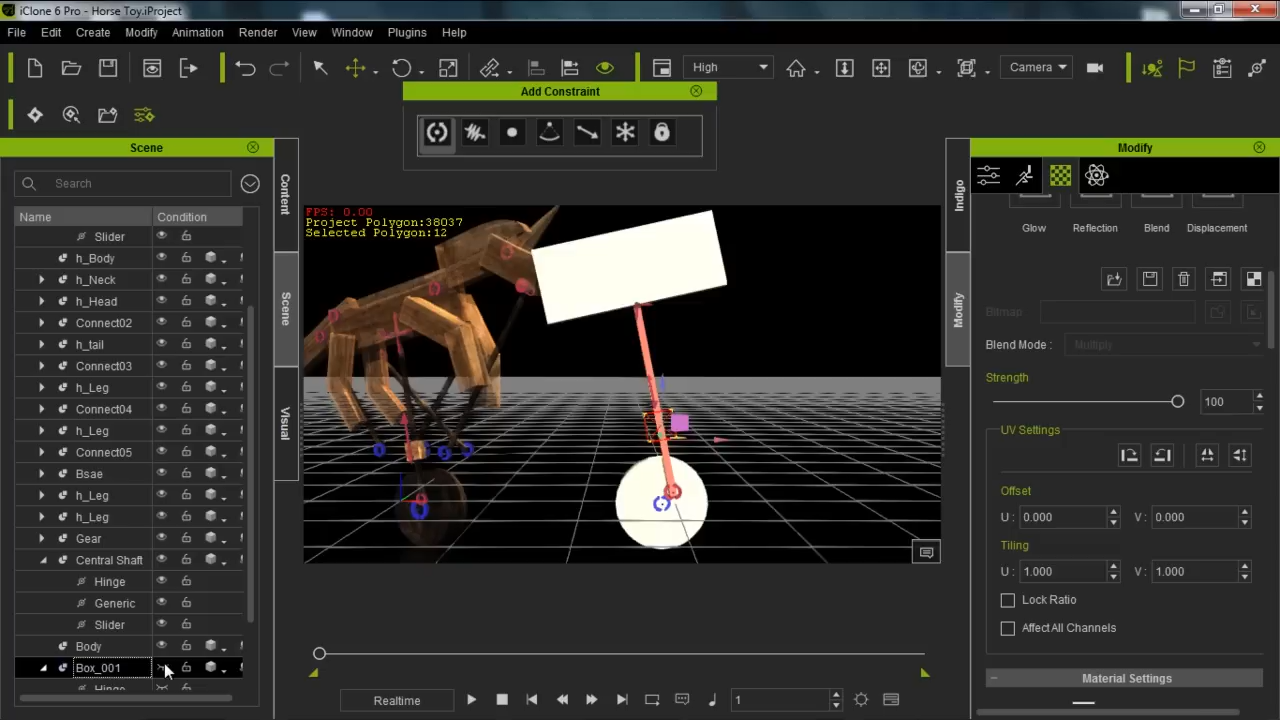 iClone 6 Pro - Horse Toy.iProject
File Edit Create Modify Animation Render View Window Plugins Help
High
Camera
Add Constraint
Scene
Search
Name Condition
Slider
h_Body
h_Neck
h_Head
Connect02
h_tail
Connect03
h_Leg
Connect04
h_Leg
Connect05
Bsae
h_Leg
h_Leg
Gear
Central Shaft
Hinge
Generic
Slider
Body
Box_001
Hinge
Content
Scene
Visual
FPS: 0.00
Project Polygon:38037
Selected Polygon:12
Realtime
1
Indigo
Modify
Modify
Glow Reflection Blend Displacement
Bitmap
Blend Mode : Multiply
Strength
100
UV Settings
Offset
U : 0.000 V : 0.000
Tiling
U : 1.000 V : 1.000
Lock Ratio
Affect All Channels
Material Settings